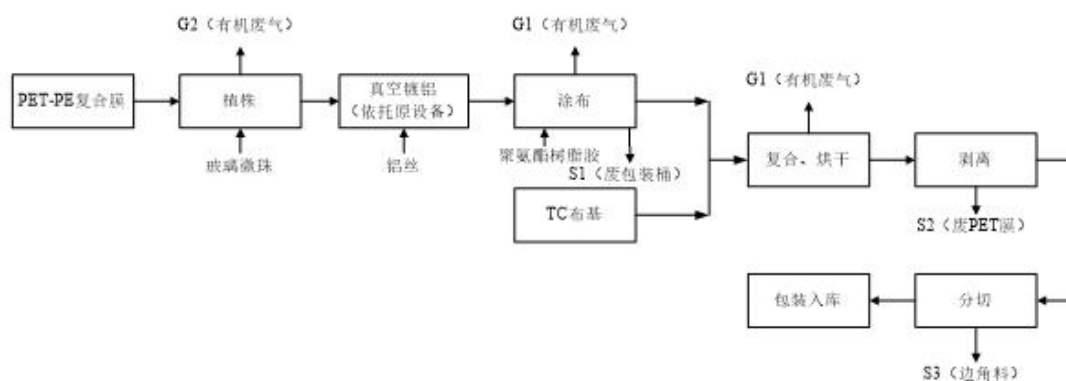 G2（有机废气）
G1（有机废气）
G1（有机废气）
PET-PE复合膜
植株
真空镀铝
（依托原设备）
涂布
复合、烘干
剥离
玻璃微珠
铝丝
聚氨酯树脂胶
S1（废包装桶）
TC布基
S2（废PET膜）
包装入库
分切
S3（边角料）